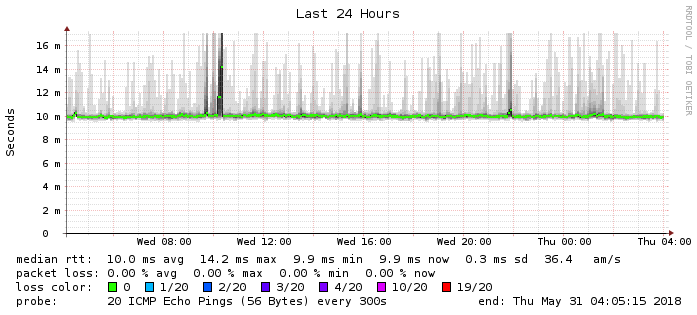 Last 24 Hours
RRDTOOL / TOBI OETIKER
Seconds
16 m
14 m
12 m
10 m
8 m
6 m
4 m
2 m
0
Wed 08:00 Wed 12:00 Wed 16:00 Wed 20:00 Thu 00:00 Thu 04:00
median rtt: 10.0 ms avg 14.2 ms max 9.9 ms min 9.9 ms now 0.3 ms sd 36.4 am/s
packet loss: 0.00 % avg 0.00 % max 0.00 % min 0.00 % now
loss color: 0 1/20 2/20 3/20 4/20 10/20 19/20
probe: 20 ICMP Echo Pings (56 Bytes) every 300s end: Thu May 31 04:05:15 2018